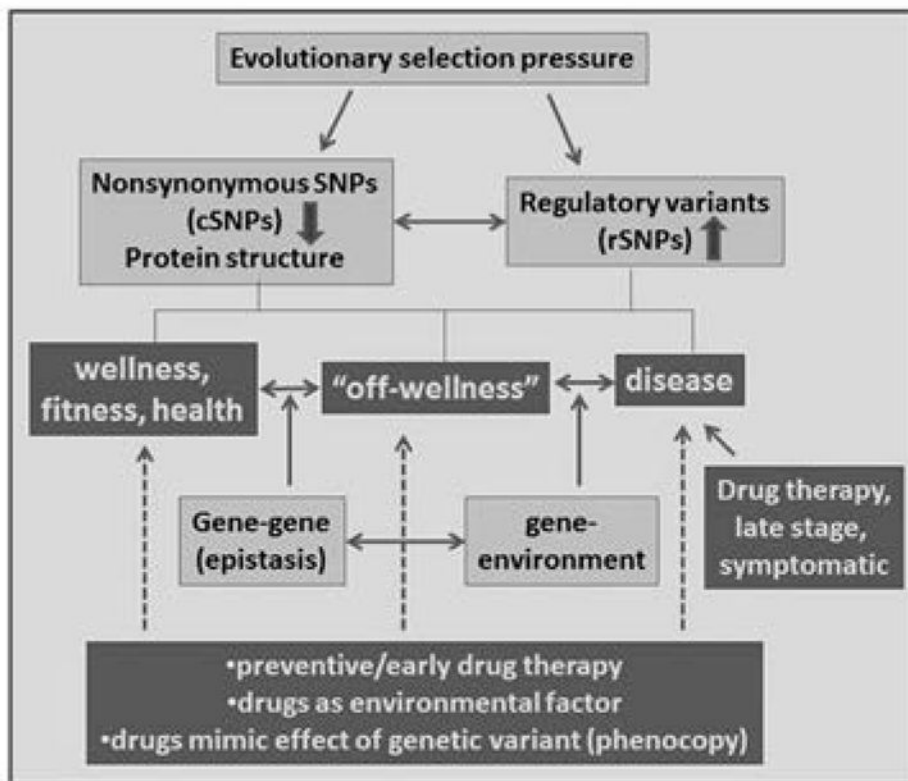 Evolutionary selection pressure
Nonsynonymous SNPs
(cSNPs)
Protein structure
Regulatory variants
(rSNPs)
wellness,
fitness, health
“off-wellness”
disease
Gene-gene
(epistasis)
gene-
environment
Drug therapy,
late stage,
symptomatic
•preventive/early drug therapy
•drugs as environmental factor
•drugs mimic effect of genetic variant (phenocopy)